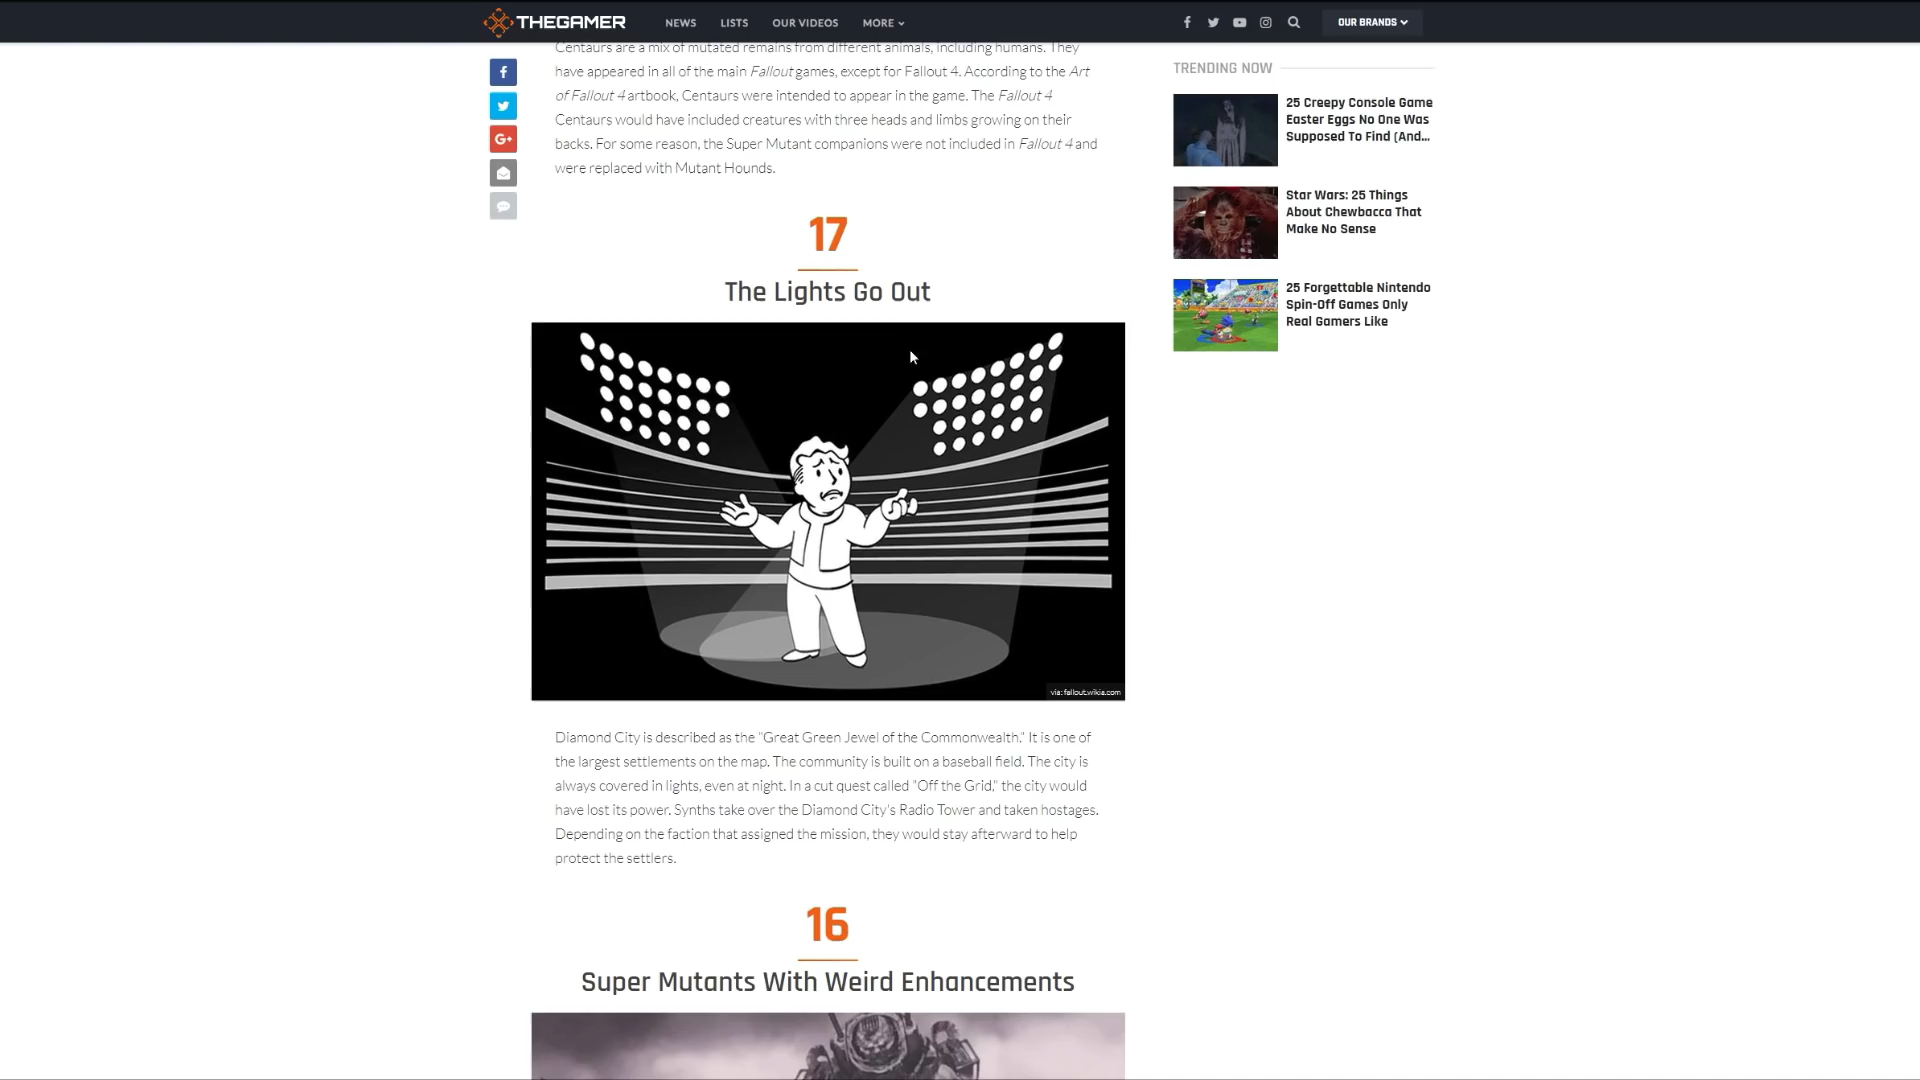 THEGAMER
NEWS
LISTS
OUR VIDEOS
MORE
OUR BRANDS
Centaurs are a mix of mutated remains from different animals, including humans. They
have appeared in all of the main Fallout games, except for Fallout 4. According to the Art
of Fallout 4 artbook, Centaurs were intended to appear in the game. The Fallout 4
Centaurs would have included creatures with three heads and limbs growing on their
backs. For some reason, the Super Mutant companions were not included in Fallout 4 and
were replaced with Mutant Hounds.
17
The Lights Go Out
via: fallout.wikia.com
Diamond City is described as the “Great Green Jewel of the Commonwealth.” It is one of
the largest settlements on the map. The community is built on a baseball field. The city is
always covered in lights, even at night. In a cut quest called “Off the Grid,” the city would
have lost its power. Synths take over the Diamond City’s Radio Tower and taken hostages.
Depending on the faction that assigned the mission, they would stay afterward to help
protect the settlers.
16
Super Mutants With Weird Enhancements
TRENDING NOW
25 Creepy Console Game
Easter Eggs No One Was
Supposed To Find (And...
Star Wars: 25 Things
About Chewbacca That
Make No Sense
25 Forgettable Nintendo
Spin-Off Games Only
Real Gamers Like
G+